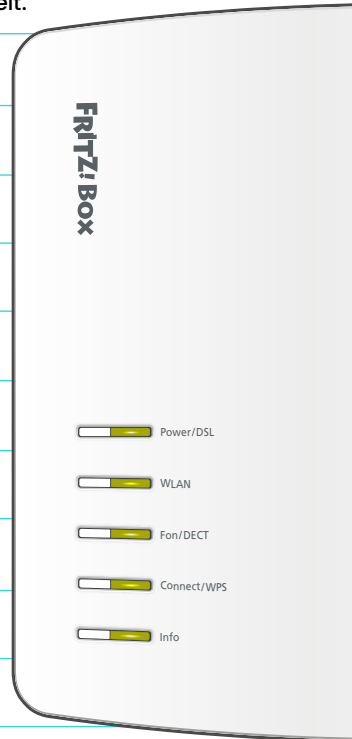 eit.
FRITZ!Box
Power/DSL
WLAN
Fon/DECT
Connect/WPS
Info